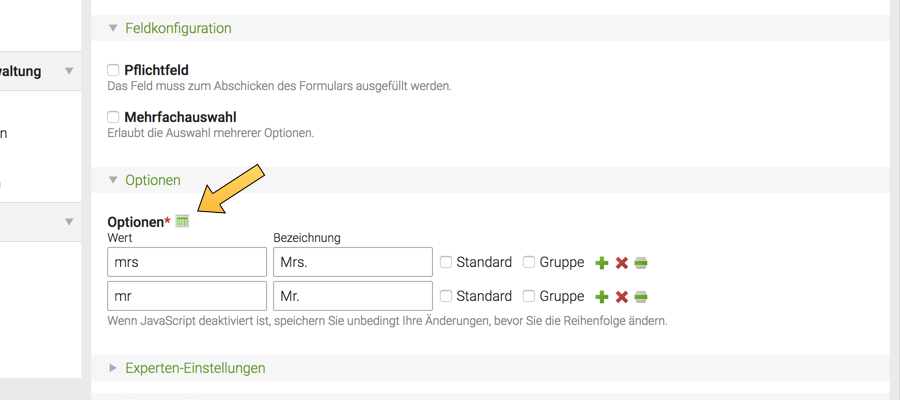 Feldkonfiguration
Pflichtfeld
Das Feld muss zum Abschicken des Formulars ausgefüllt werden.
Mehrfachauswahl
Erlaubt die Auswahl mehrerer Optionen.
Optionen
Optionen*
Wert Bezeichnung
mrs Mrs. Standard Gruppe
mr Mr. Standard Gruppe
Wenn JavaScript deaktiviert ist, speichern Sie unbedingt Ihre Änderungen, bevor Sie die Reihenfolge ändern.
Experten-Einstellungen